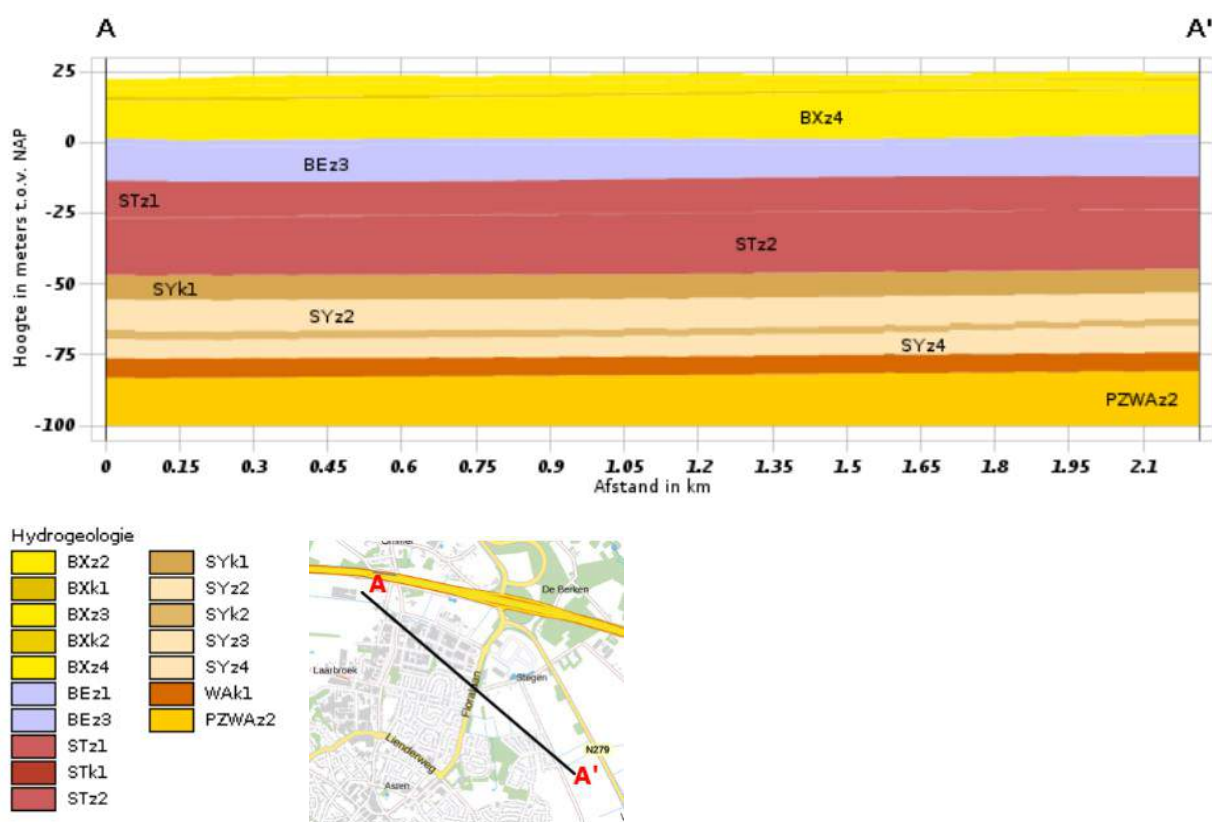 A A'
25
0
-25
-50
-75
-100
Hoogte in meters t.o.v. NAP
BXz4
BEz3
STz1
STz2
SYk1
SYz2
SYz4
PZWAz2
0 0.15 0.3 0.45 0.6 0.75 0.9 1.05 1.2 1.35 1.5 1.65 1.8 1.95 2.1
Afstand in km
Hydrogeologie
BXz2
BXk1
BXz3
BXk2
BXz4
BEz1
BEz3
STz1
STk1
STz2
SYk1
SYz2
SYk2
SYz3
SYz4
WAk1
PZWAz2
A
De Berken
Laarbroek
Stegen
Floralaan
Lienderweg
N279
Asten
A'